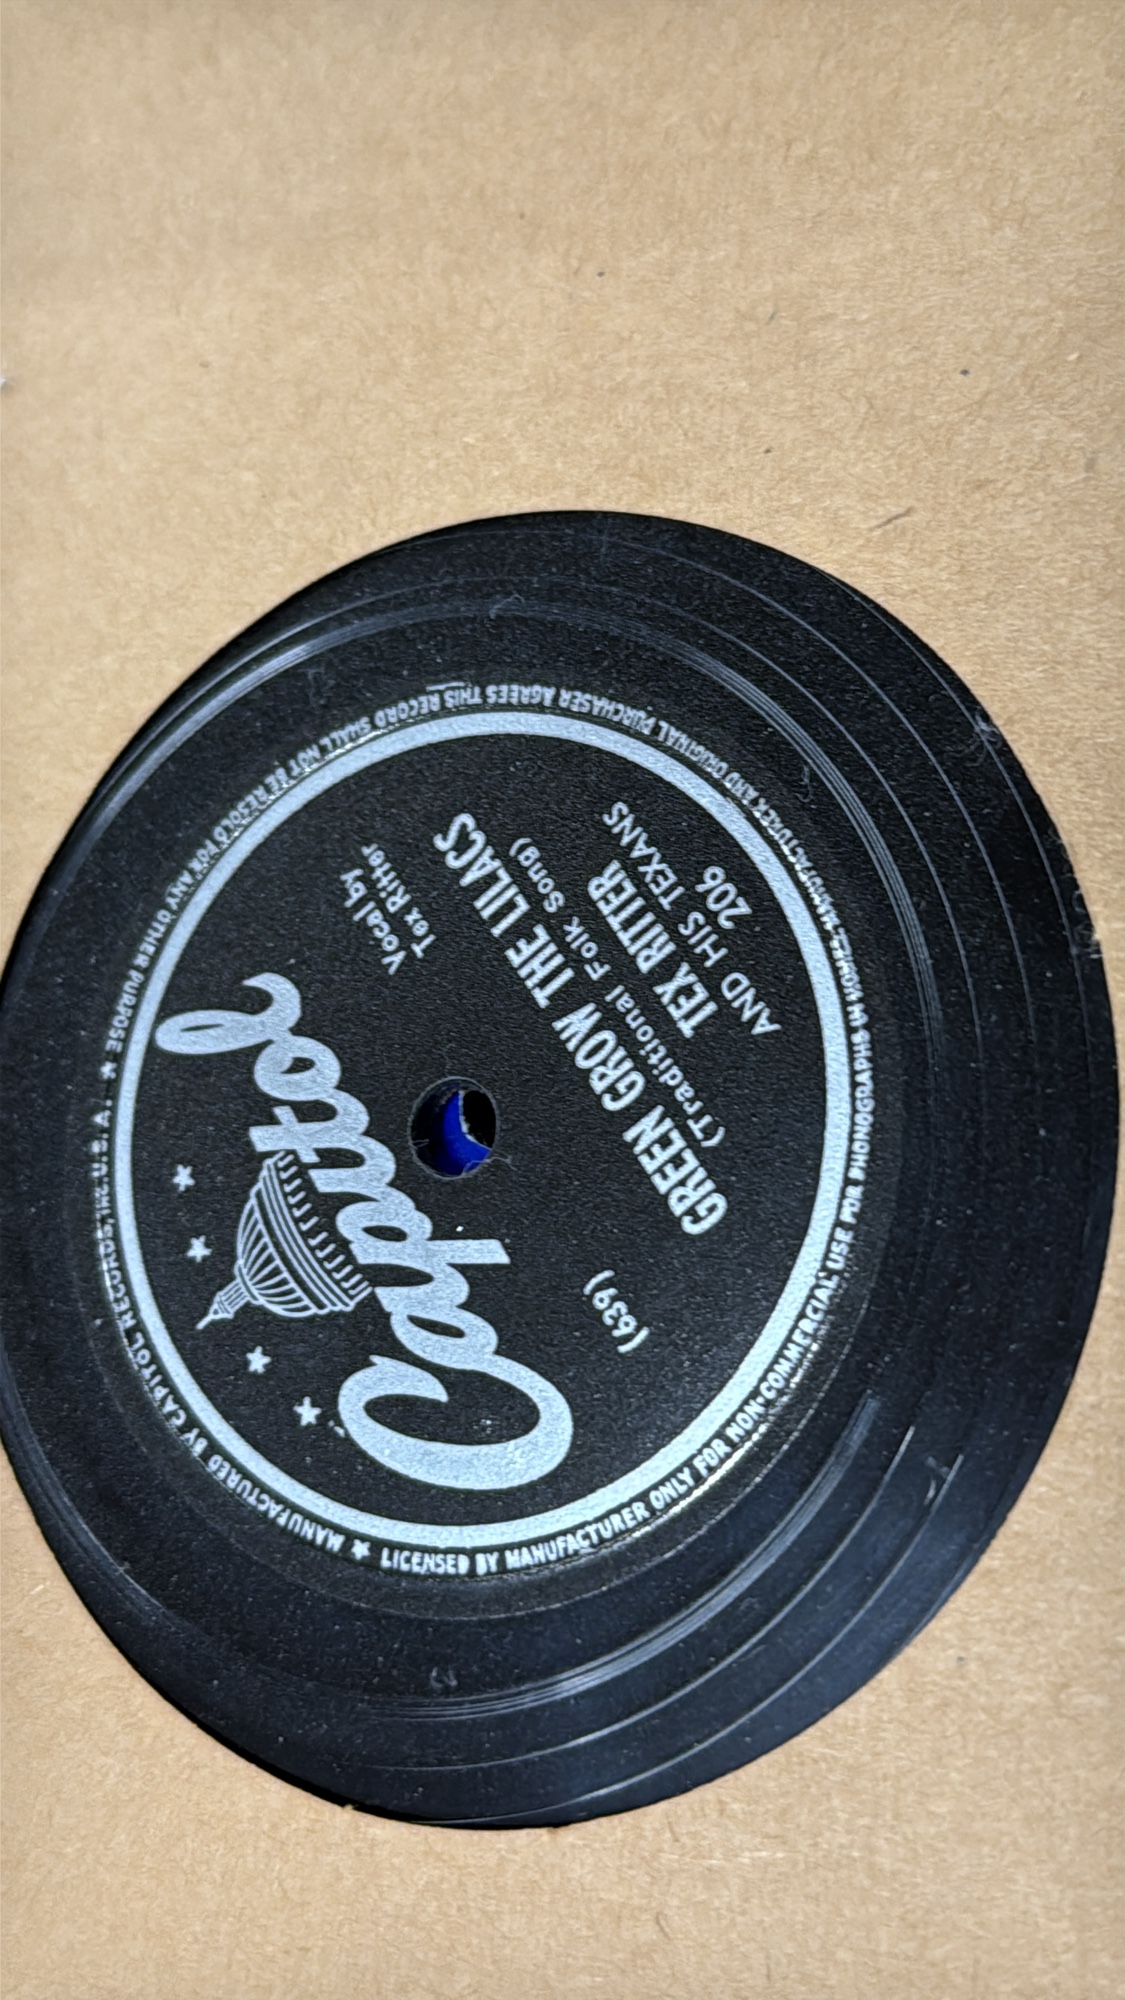 Capitol
Vocal by
Tex Ritter
(639)
GREEN GROW THE LILACS
(Traditional Folk Song)
TEX RITTER
AND HIS TEXANS
206
MANUFACTURED BY CAPITOL RECORDS, INC. U. S. A. ★ LICENSED BY MANUFACTURER ONLY FOR NON-COMMERCIAL USE FOR PHONOGRAPHS IN HOMES. MANUFACTURER AND ORIGINAL PURCHASER AGREES THIS RECORD SHALL NOT BE RESOLD FOR ANY OTHER PURPOSE ★